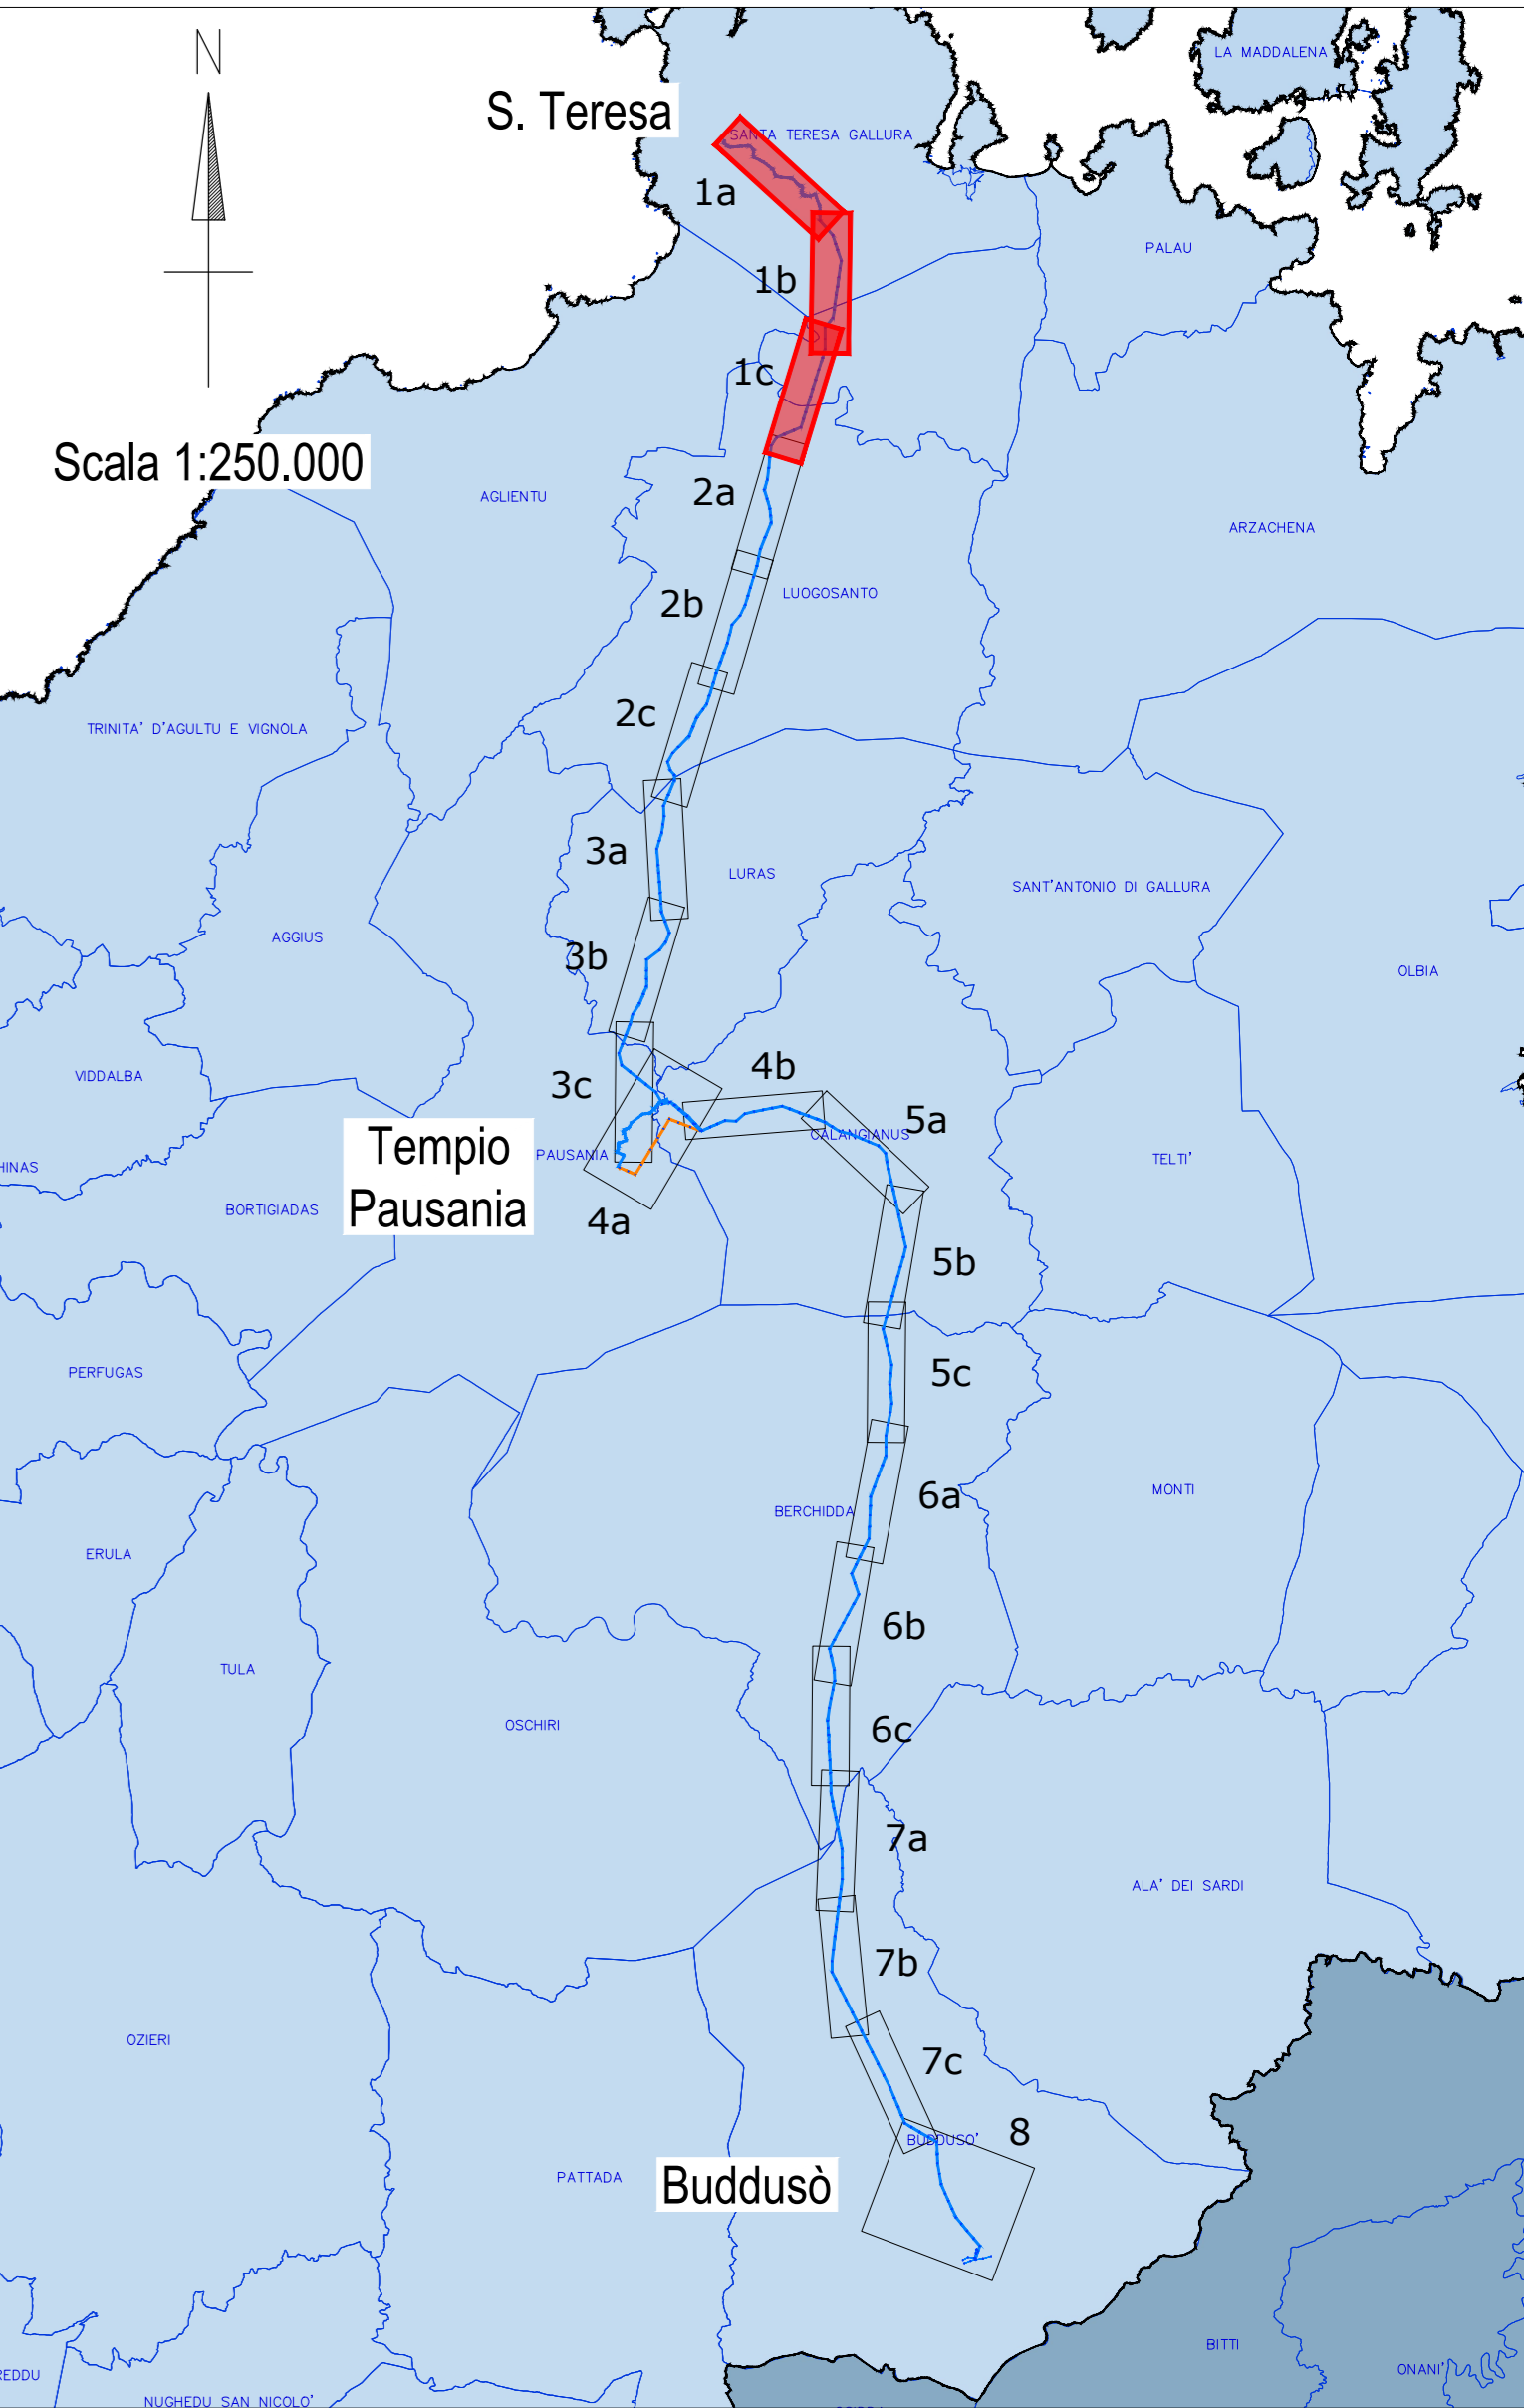 N
LA MADDALENA
S. Teresa
SANTA TERESA GALLURA
1a
PALAU
1b
1c
Scala 1:250.000
2a
AGLIENTU
ARZACHENA
LUOGOSANTO
2b
2c
TRINITA' D'AGULTU E VIGNOLA
3a
LURAS
SANT'ANTONIO DI GALLURA
AGGIUS
3b
OLBIA
4b
VIDDALBA
3c
5a
CALANGIANUS
Tempio
Pausania
PAUSANIA
TELTI'
HINAS
BORTIGIADAS
4a
5b
PERFUGAS
5c
MONTI
6a
BERCHIDDA
ERULA
6b
TULA
OSCHIRI
6c
7a
ALA' DEI SARDI
7b
OZIERI
7c
8
BUDDUSO'
PATTADA
Buddusò
BITTI
ONANI'
REDDU
NUGHEDU SAN NICOLO'